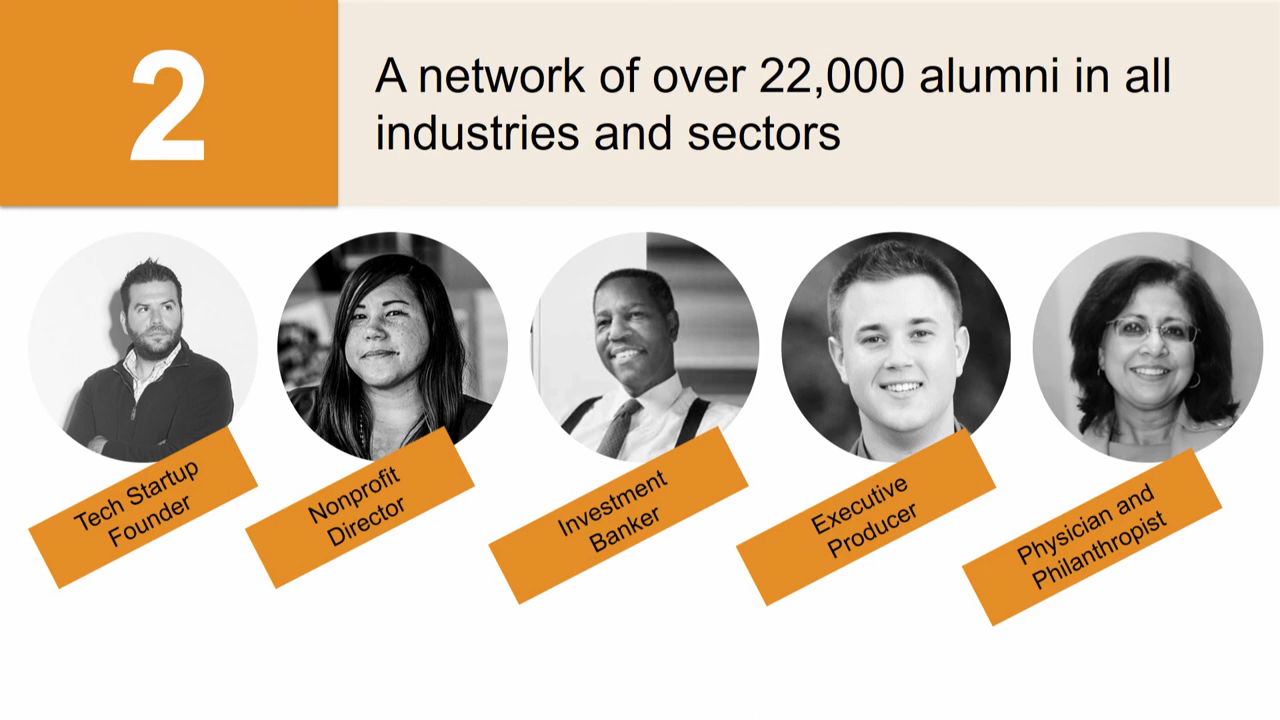 2
A network of over 22,000 alumni in all
industries and sectors
Tech Startup
Founder
Nonprofit
Director
Investment
Banker
Executive
Producer
Physician and
Philanthropist